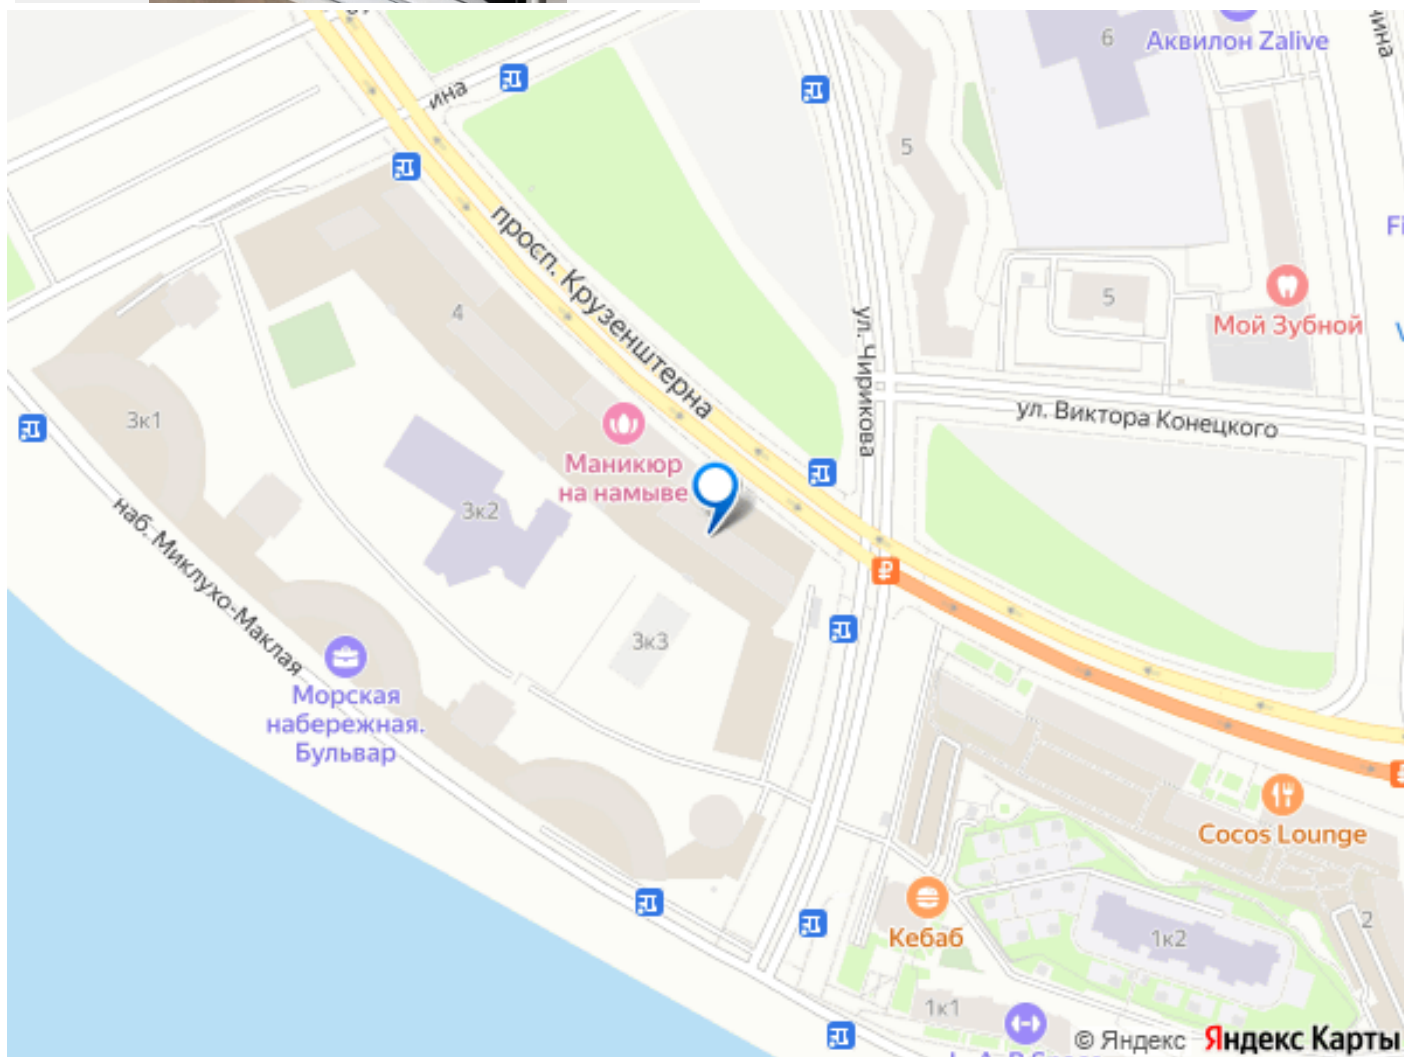 6
Аквилон Zalive
ина
чина
5
просп. Крузенштерна
4
5
Мой Зубной
ул. Чирикова
ул. Виктора Конецкого
3к1
Маникюр
на намыве
3к2
наб. Миклухо-Маклая
₽
3к3
Морская
набережная.
Бульвар
Cocos Lounge
Кебаб
1к2
2
1к1
© Яндекс Яндекс Карты